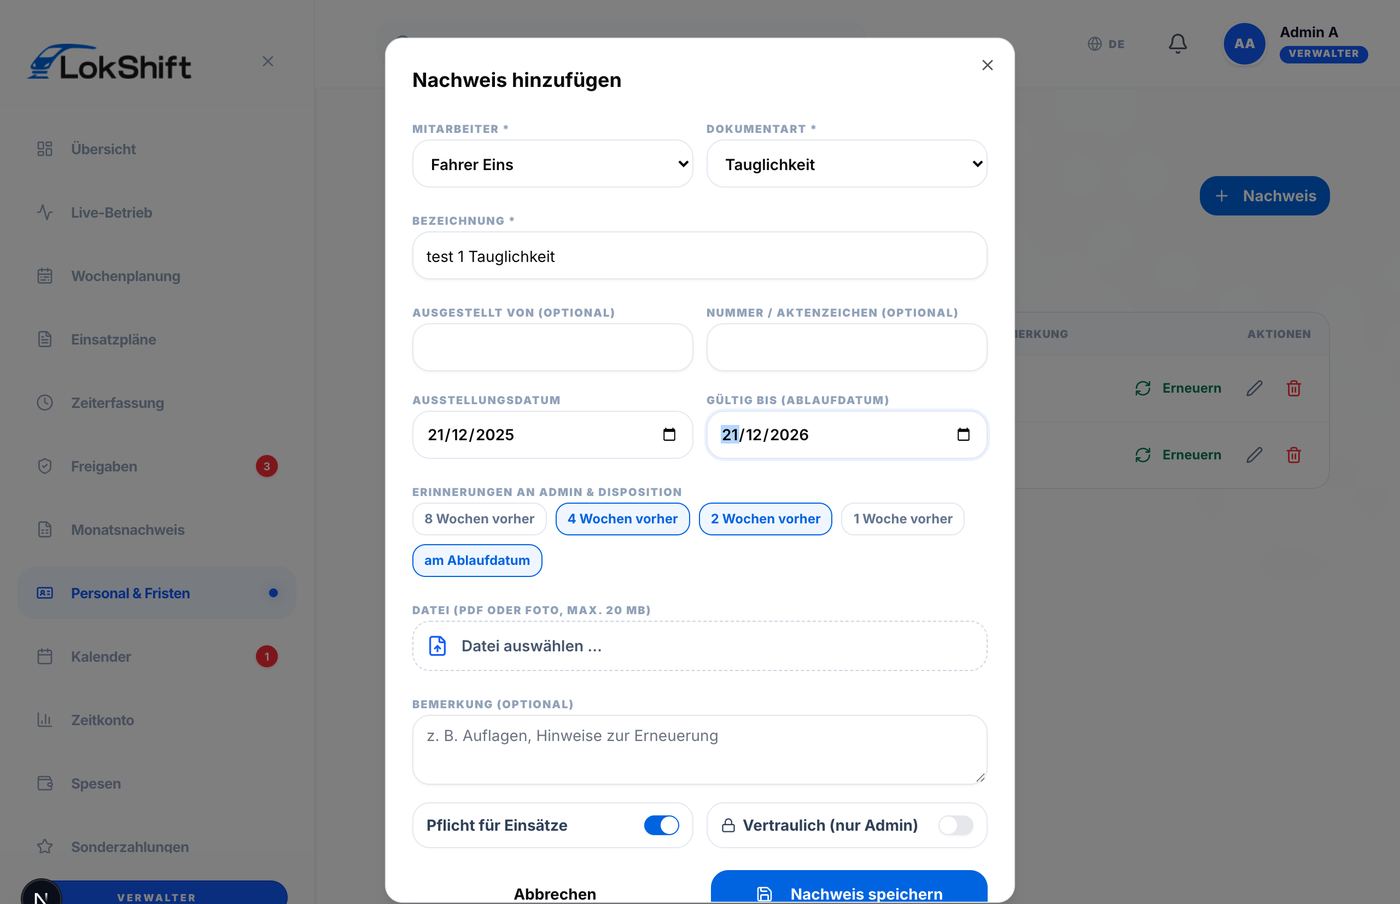 LokShift
DE
AA
Admin A
VERWALTER
Übersicht
Live-Betrieb
Wochenplanung
Einsatzpläne
Zeiterfassung
Freigaben
3
Monatsnachweis
Personal & Fristen
Kalender
1
Zeitkonto
Spesen
Sonderzahlungen
N
VERWALTER
Nachweis
AKTIONEN
Erneuern
Erneuern
Nachweis hinzufügen
MITARBEITER *
DOKUMENTART *
Fahrer Eins
Tauglichkeit
BEZEICHNUNG *
test 1 Tauglichkeit
AUSGESTELLT VON (OPTIONAL)
NUMMER / AKTENZEICHEN (OPTIONAL)
AUSSTELLUNGSDATUM
GÜLTIG BIS (ABLAUFDATUM)
21/12/2025
21/12/2026
ERINNERUNGEN AN ADMIN & DISPOSITION
8 Wochen vorher
4 Wochen vorher
2 Wochen vorher
1 Woche vorher
am Ablaufdatum
DATEI (PDF ODER FOTO, MAX. 20 MB)
Datei auswählen ...
BEMERKUNG (OPTIONAL)
z. B. Auflagen, Hinweise zur Erneuerung
Pflicht für Einsätze
Vertraulich (nur Admin)
Abbrechen
Nachweis speichern